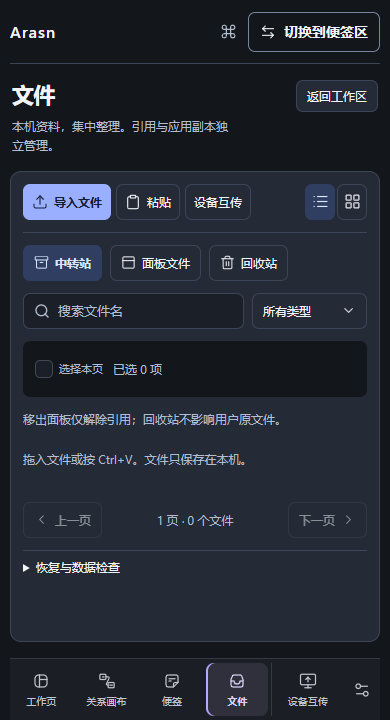 Arasn
切换到便签区
文件
返回工作区
本机资料，集中整理。引用与应用副本独
立管理。
导入文件
粘贴
设备互传
中转站
面板文件
回收站
搜索文件名
所有类型
选择本页 已选 0 项
移出面板仅解除引用；回收站不影响用户原文件。
拖入文件或按 Ctrl+V。文件只保存在本机。
上一页
1 页 · 0 个文件
下一页
恢复与数据检查
工作页
关系画布
便签
文件
设备互传